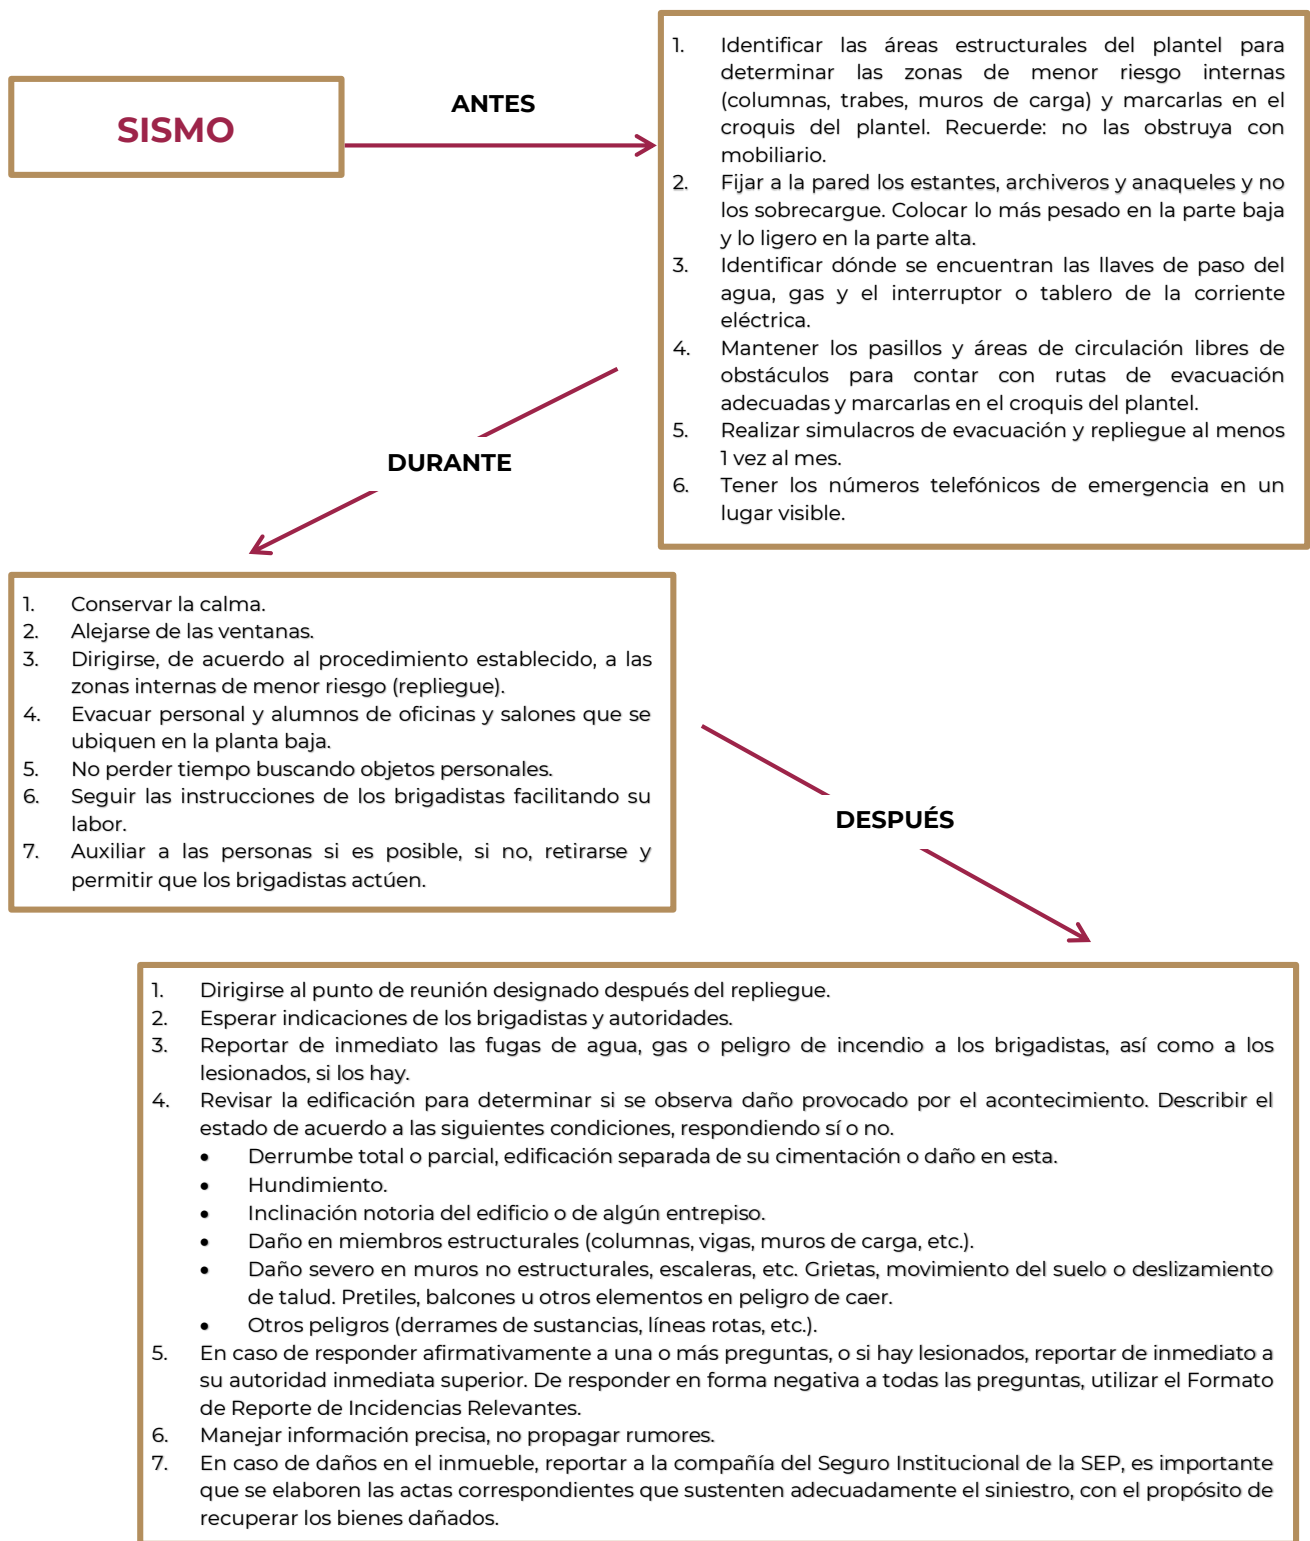 SISMO
ANTES
1. Identificar las áreas estructurales del plantel para
determinar las zonas de menor riesgo internas
(columnas, trabes, muros de carga) y marcarlas en el
croquis del plantel. Recuerde: no las obstruya con
mobiliario.
2. Fijar a la pared los estantes, archiveros y anaqueles y no
los sobrecargue. Colocar lo más pesado en la parte baja
y lo ligero en la parte alta.
3. Identificar dónde se encuentran las llaves de paso del
agua, gas y el interruptor o tablero de la corriente
eléctrica.
4. Mantener los pasillos y áreas de circulación libres de
obstáculos para contar con rutas de evacuación
adecuadas y marcarlas en el croquis del plantel.
5. Realizar simulacros de evacuación y repliegue al menos
1 vez al mes.
6. Tener los números telefónicos de emergencia en un
lugar visible.
DURANTE
1. Conservar la calma.
2. Alejarse de las ventanas.
3. Dirigirse, de acuerdo al procedimiento establecido, a las
zonas internas de menor riesgo (repliegue).
4. Evacuar personal y alumnos de oficinas y salones que se
ubiquen en la planta baja.
5. No perder tiempo buscando objetos personales.
6. Seguir las instrucciones de los brigadistas facilitando su
labor.
7. Auxiliar a las personas si es posible, si no, retirarse y
permitir que los brigadistas actúen.
DESPUÉS
1. Dirigirse al punto de reunión designado después del repliegue.
2. Esperar indicaciones de los brigadistas y autoridades.
3. Reportar de inmediato las fugas de agua, gas o peligro de incendio a los brigadistas, así como a los
lesionados, si los hay.
4. Revisar la edificación para determinar si se observa daño provocado por el acontecimiento. Describir el
estado de acuerdo a las siguientes condiciones, respondiendo sí o no.
• Derrumbe total o parcial, edificación separada de su cimentación o daño en esta.
• Hundimiento.
• Inclinación notoria del edificio o de algún entrepiso.
• Daño en miembros estructurales (columnas, vigas, muros de carga, etc.).
• Daño severo en muros no estructurales, escaleras, etc. Grietas, movimiento del suelo o deslizamiento
de talud. Pretiles, balcones u otros elementos en peligro de caer.
• Otros peligros (derrames de sustancias, líneas rotas, etc.).
5. En caso de responder afirmativamente a una o más preguntas, o si hay lesionados, reportar de inmediato a
su autoridad inmediata superior. De responder en forma negativa a todas las preguntas, utilizar el Formato
de Reporte de Incidencias Relevantes.
6. Manejar información precisa, no propagar rumores.
7. En caso de daños en el inmueble, reportar a la compañía del Seguro Institucional de la SEP, es importante
que se elaboren las actas correspondientes que sustenten adecuadamente el siniestro, con el propósito de
recuperar los bienes dañados.